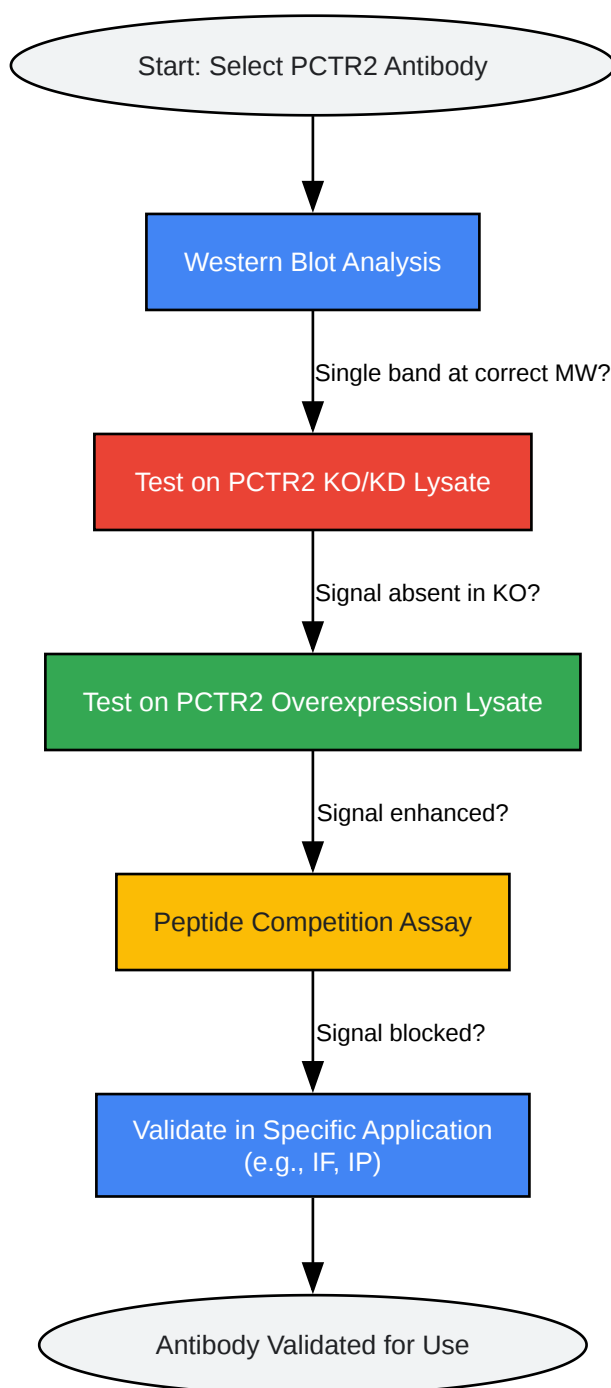 Start: Select PCTR2 Antibody
Western Blot Analysis
Single band at correct MW?
Test on PCTR2 KO/KD Lysate
Signal absent in KO?
Test on PCTR2 Overexpression Lysate
Signal enhanced?
Peptide Competition Assay
Signal blocked?
Validate in Specific Application
(e.g., IF, IP)
Antibody Validated for Use